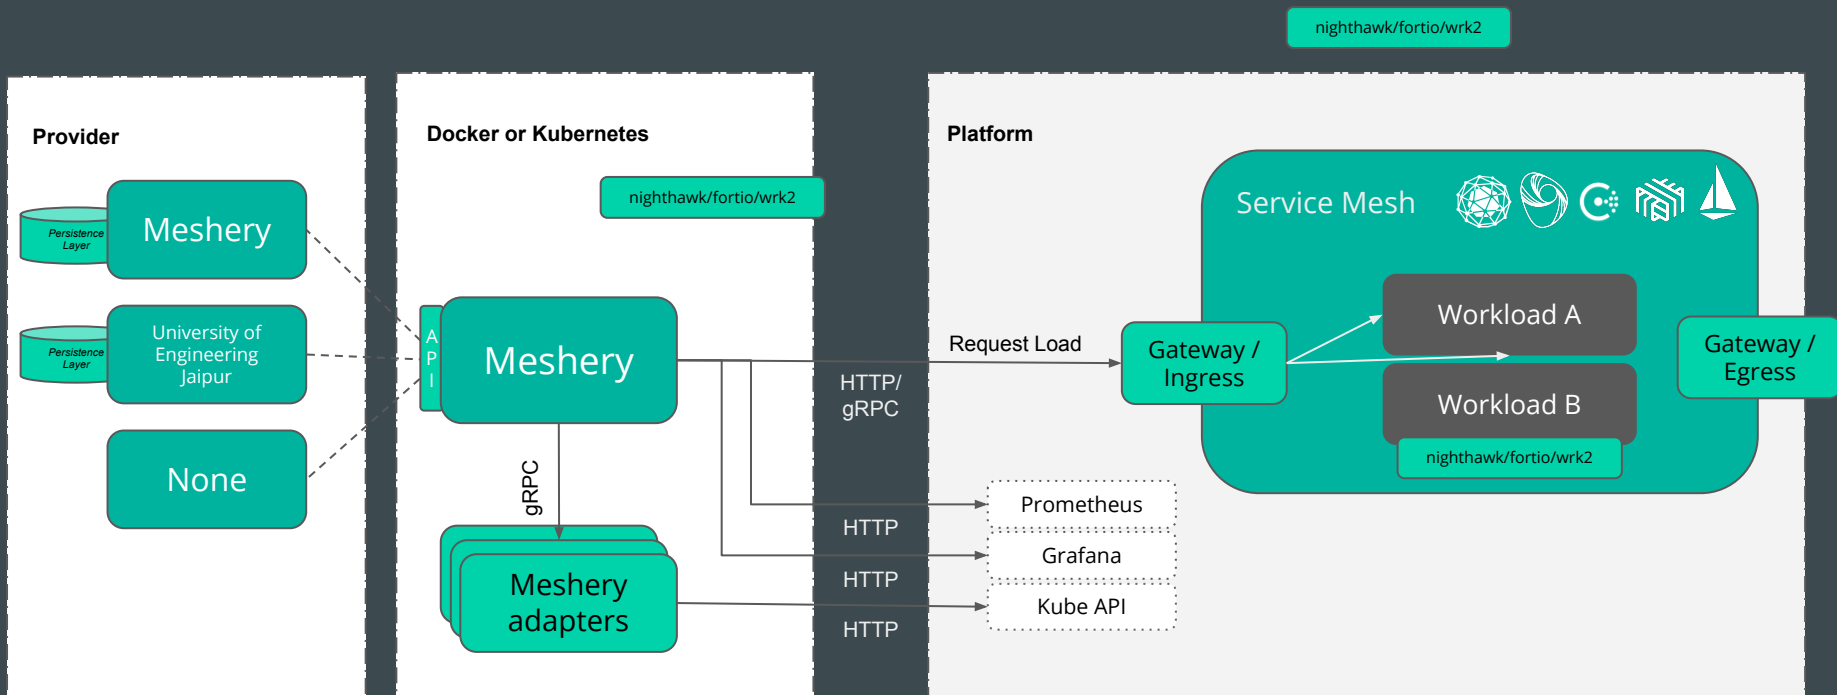 nighthawk/fortio/wrk2
Provider
Docker or Kubernetes
Platform
nighthawk/fortio/wrk2
Meshery
Persistence
Layer
University of
Engineering
Jaipur
Persistence
Layer
None
A
P
I
Meshery
gRPC
Meshery
adapters
Request Load
HTTP/
gRPC
HTTP
HTTP
HTTP
Service Mesh
Gateway /
Ingress
Workload A
Workload B
nighthawk/fortio/wrk2
Gateway /
Egress
Prometheus
Grafana
Kube API